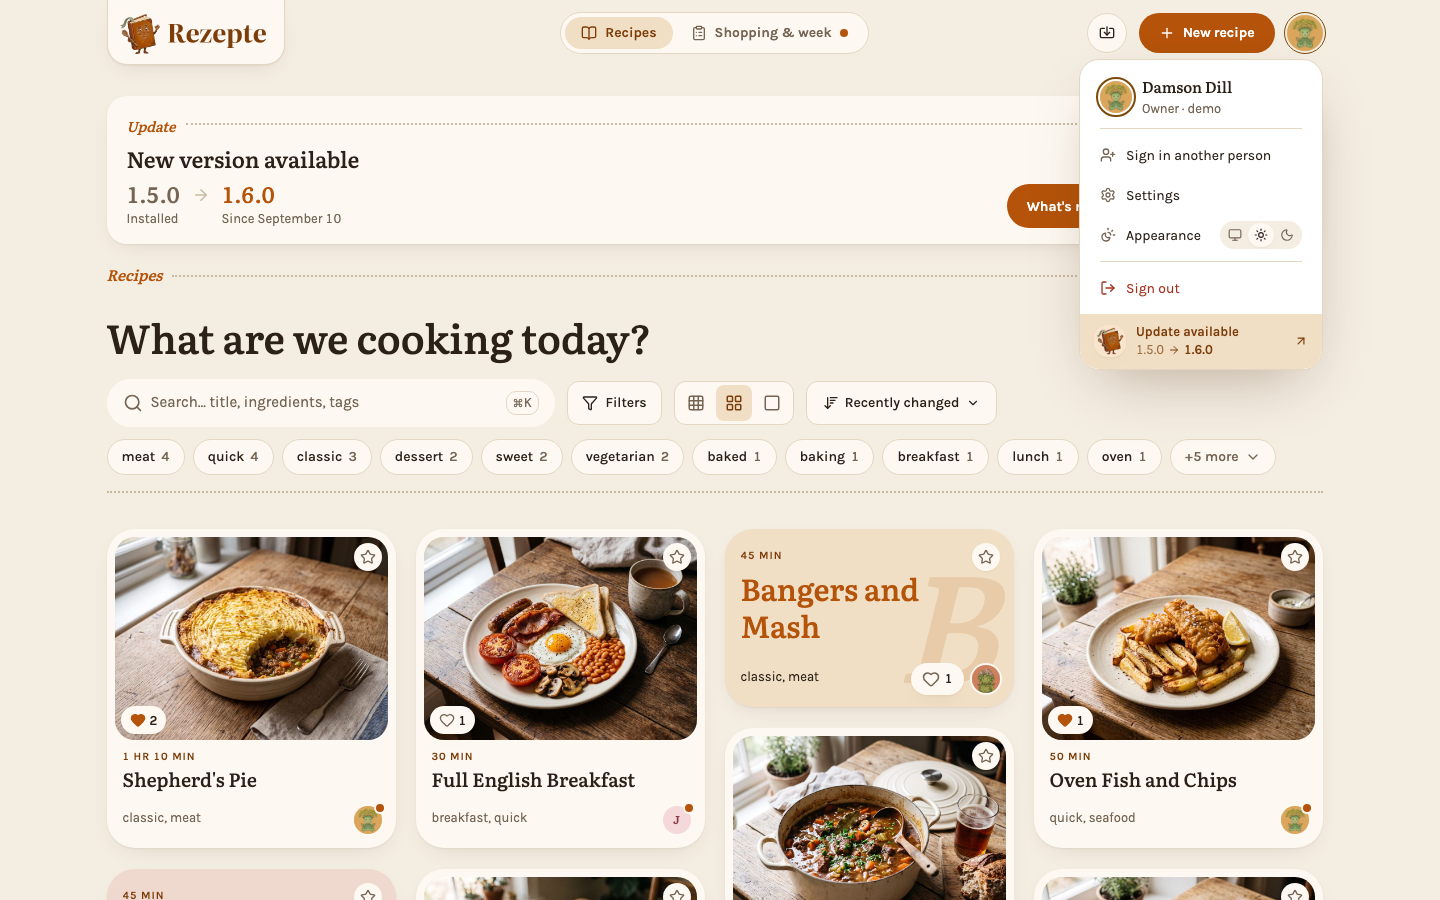 Rezepte
Recipes
Shopping & week
New recipe
Damson Dill
Owner · demo
Sign in another person
Settings
Appearance
Sign out
Update available
1.5.0 → 1.6.0
Update
New version available
1.5.0 → 1.6.0
Installed
Since September 10
What's
Recipes
What are we cooking today?
Search... title, ingredients, tags
⌘K
Filters
Recently changed
meat 4
quick 4
classic 3
dessert 2
sweet 2
vegetarian 2
baked 1
baking 1
breakfast 1
lunch 1
oven 1
+5 more
2
1 HR 10 MIN
Shepherd's Pie
classic, meat
1
30 MIN
Full English Breakfast
breakfast, quick
J
45 MIN
B
Bangers and
Mash
classic, meat
1
1
50 MIN
Oven Fish and Chips
quick, seafood
45 MIN